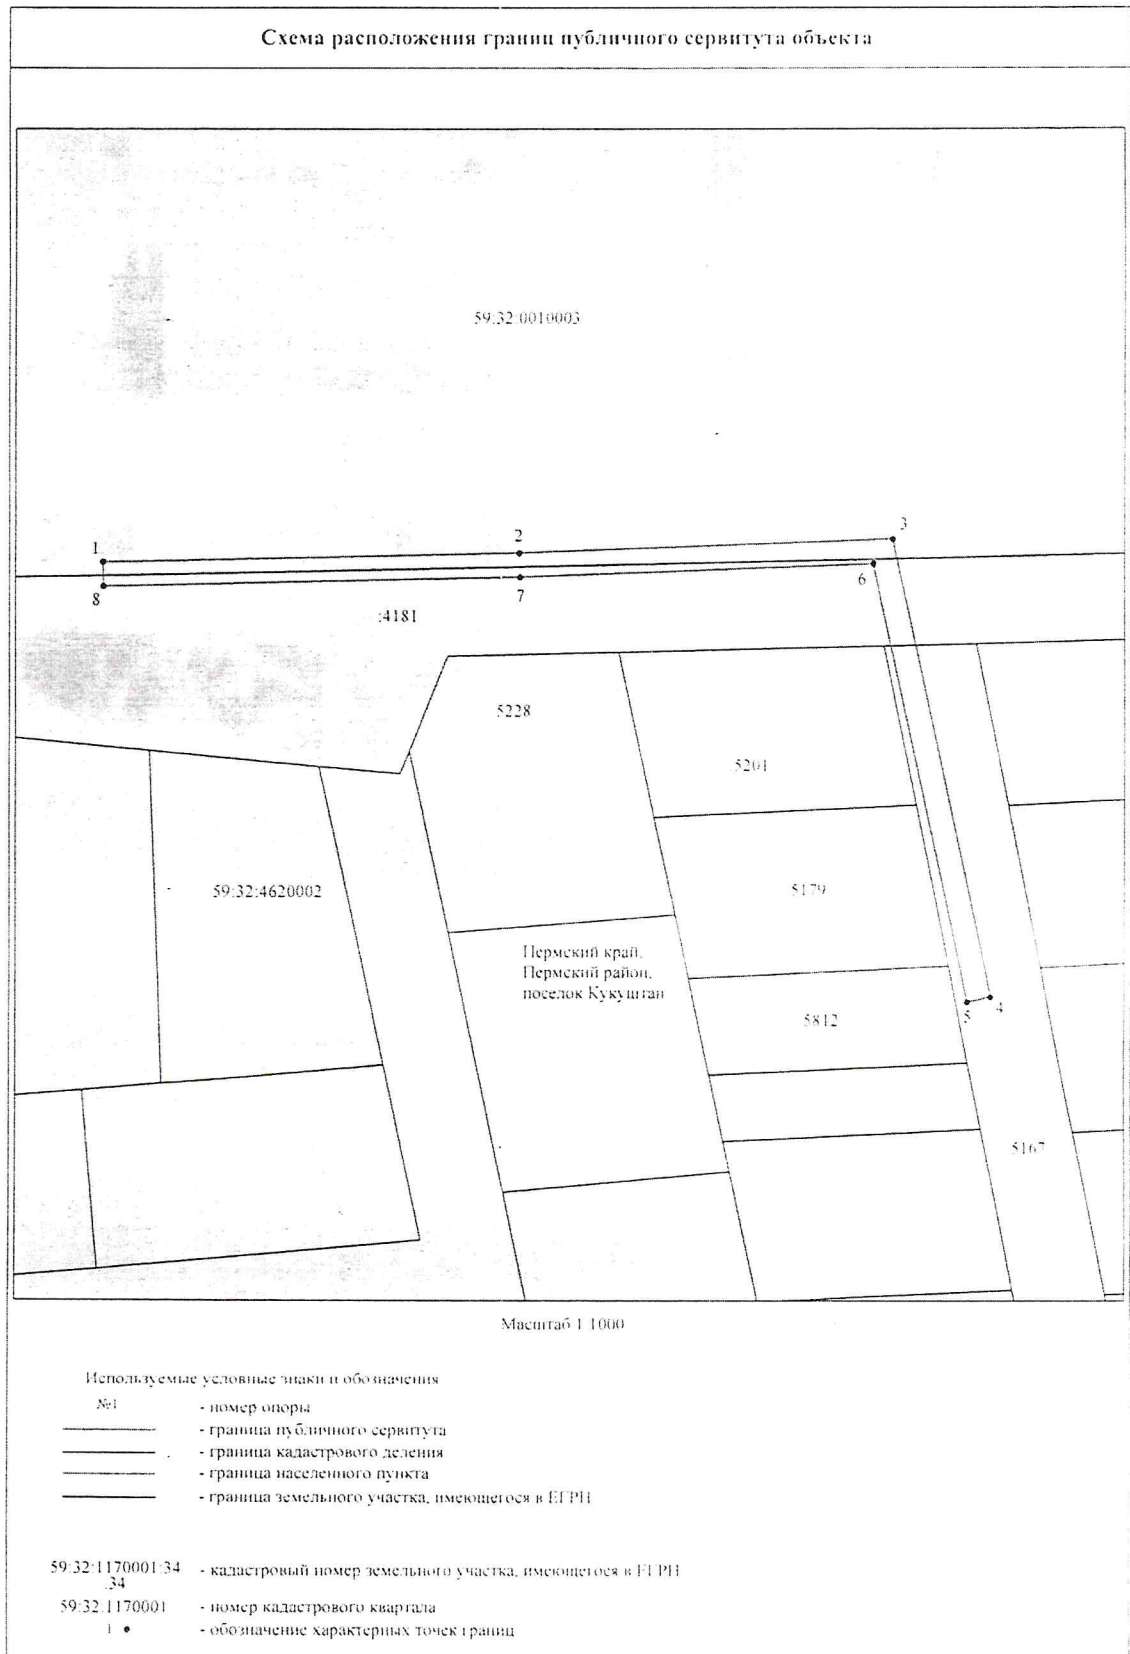 Схема расположения границ публичного сервитута объекта
59:32:0010003
1
2
3
8
7
6
:4181
5228
5201
59:32:4620002
5179
Пермский край,
Пермский район,
поселок Кукуштан
5
4
5812
5167
Масштаб 1:1000
Используемые условные знаки и обозначения
№1 - номер опоры
- граница публичного сервитута
- граница кадастрового деления
- граница населенного пункта
- граница земельного участка, имеющегося в ЕГРН
59:32:1170001:34 - кадастровый номер земельного участка, имеющегося в ЕГРН
:34
59:32:1170001 - номер кадастрового квартала
1 • - обозначение характерных точек границ